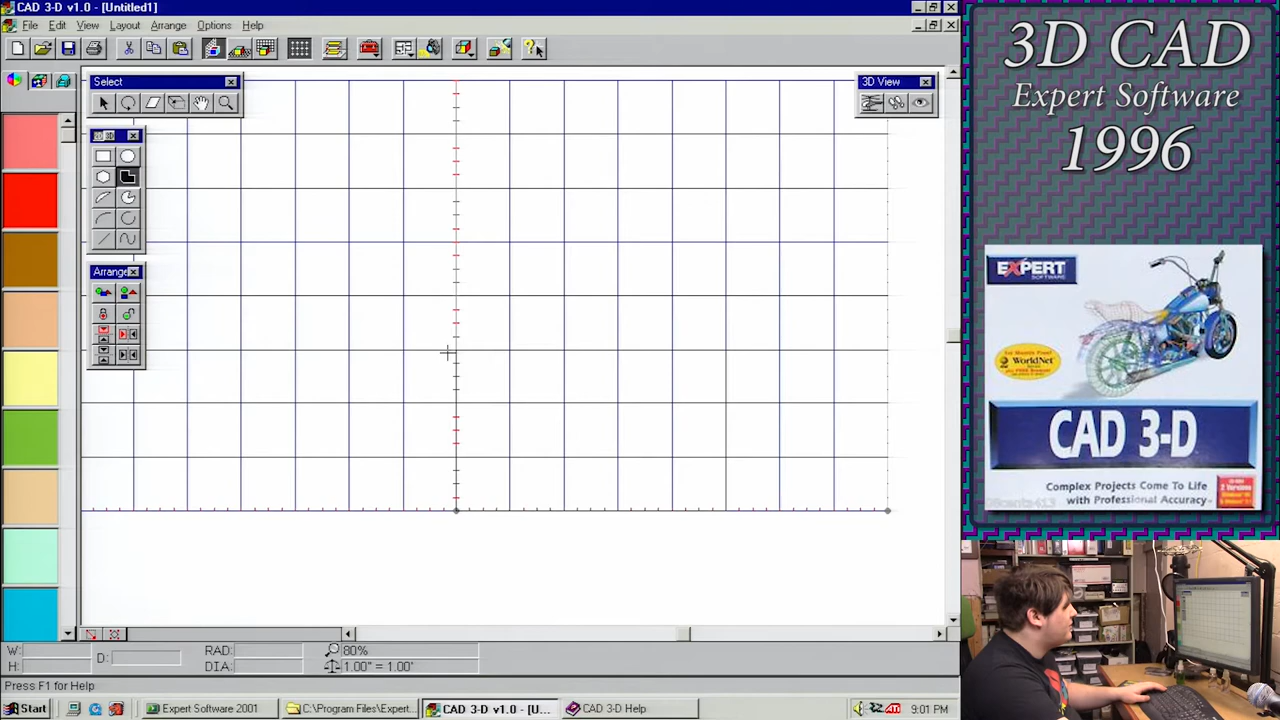 CAD 3-D v1.0 - [Untitled1]
File Edit View Layout Arrange Options Help
Select
3D View
2D 3D
Arrange
W:
H:
D:
RAD:
DIA:
80%
1.00" = 1.00'
Press F1 for Help
Start
Expert Software 2001
C:\Program Files\Expert...
CAD 3-D v1.0 - [U...
CAD 3-D Help
9:01 PM
3D CAD
Expert Software
1996
EXPERT
SOFTWARE
WorldNet
CAD 3-D
Complex Projects Come To Life
with Professional Accuracy
2 Versions